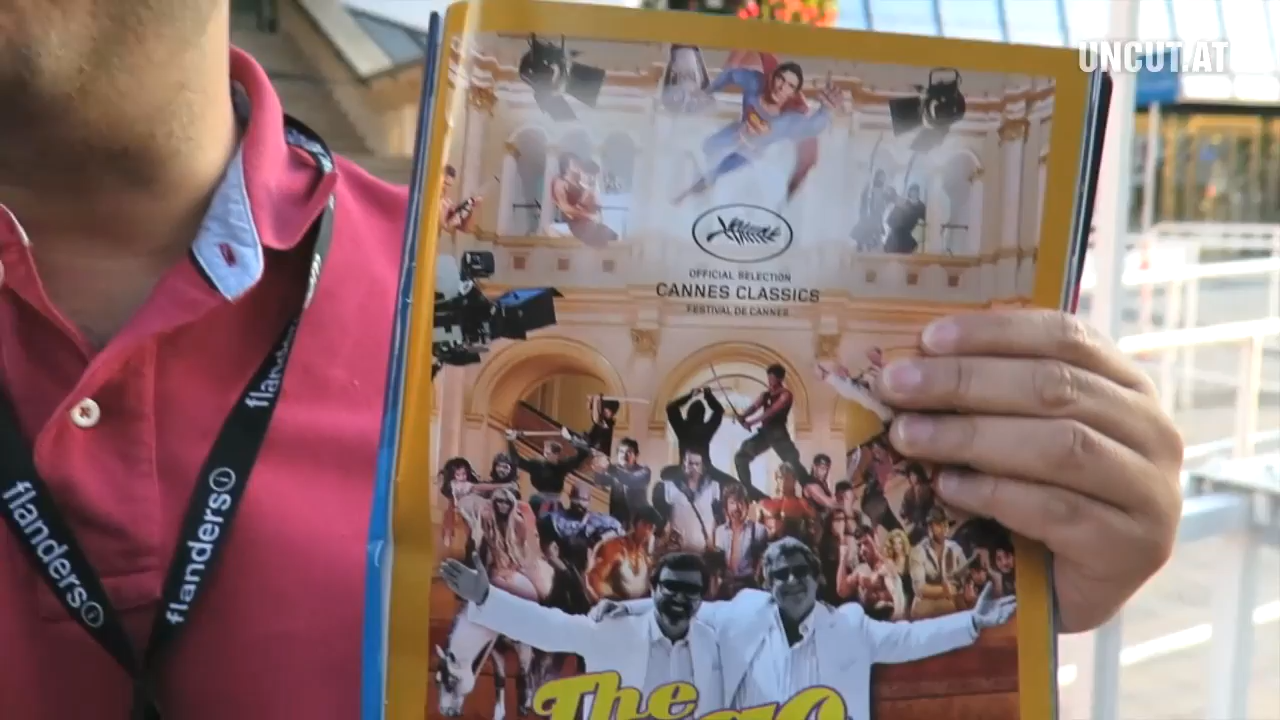 UNCUT.AT
OFFICIAL SELECTION
CANNES CLASSICS
FESTIVAL DE CANNES
flanders i
flanders i
flanders
The